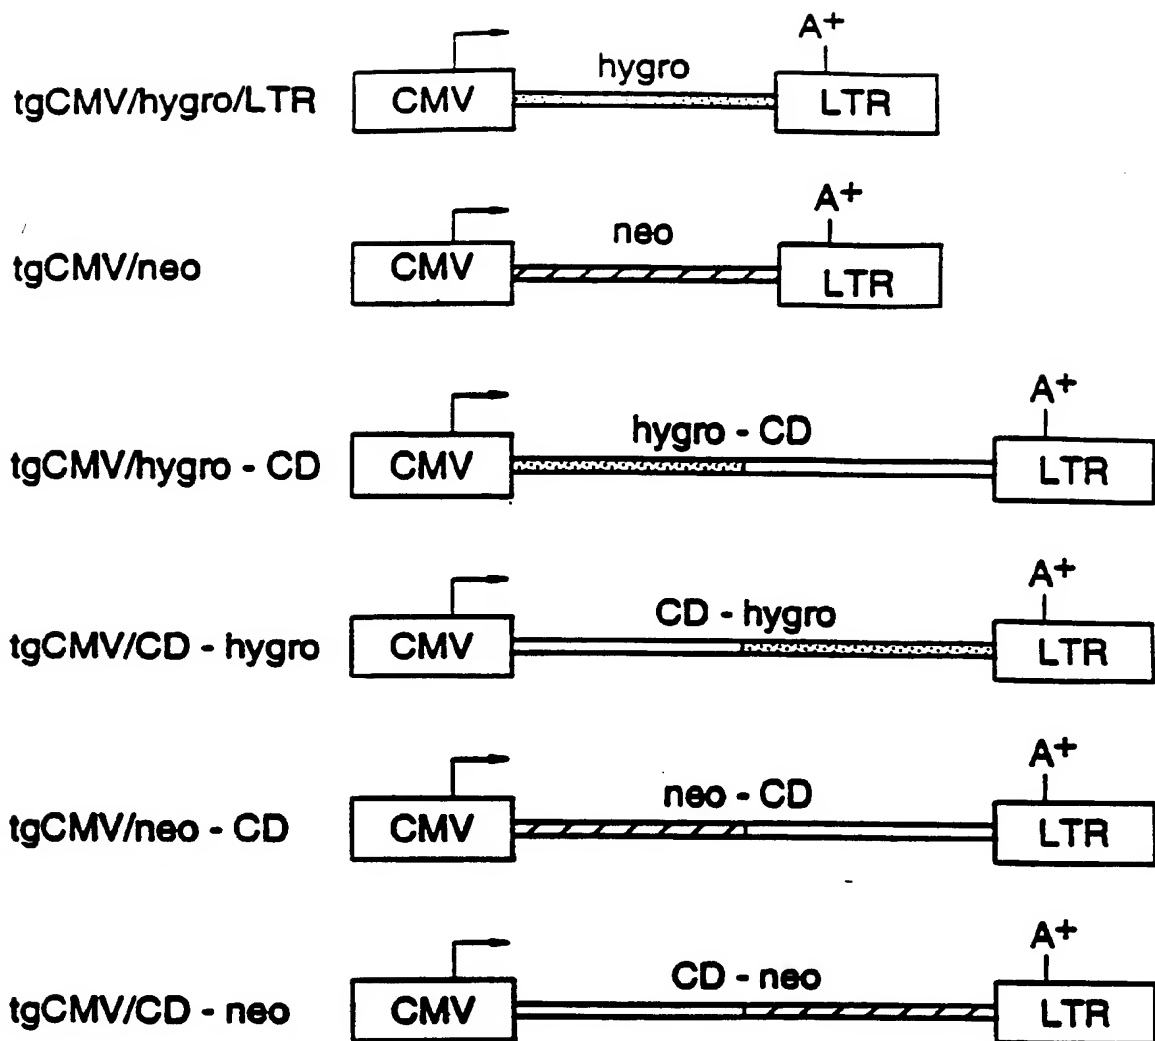 A+
hygro
tgCMV/hygro/LTR CMV LTR
A+
neo
tgCMV/neo CMV LTR
A+
hygro - CD
tgCMV/hygro - CD CMV LTR
A+
CD - hygro
tgCMV/CD - hygro CMV LTR
A+
neo - CD
tgCMV/neo - CD CMV LTR
A+
CD - neo
tgCMV/CD - neo CMV LTR